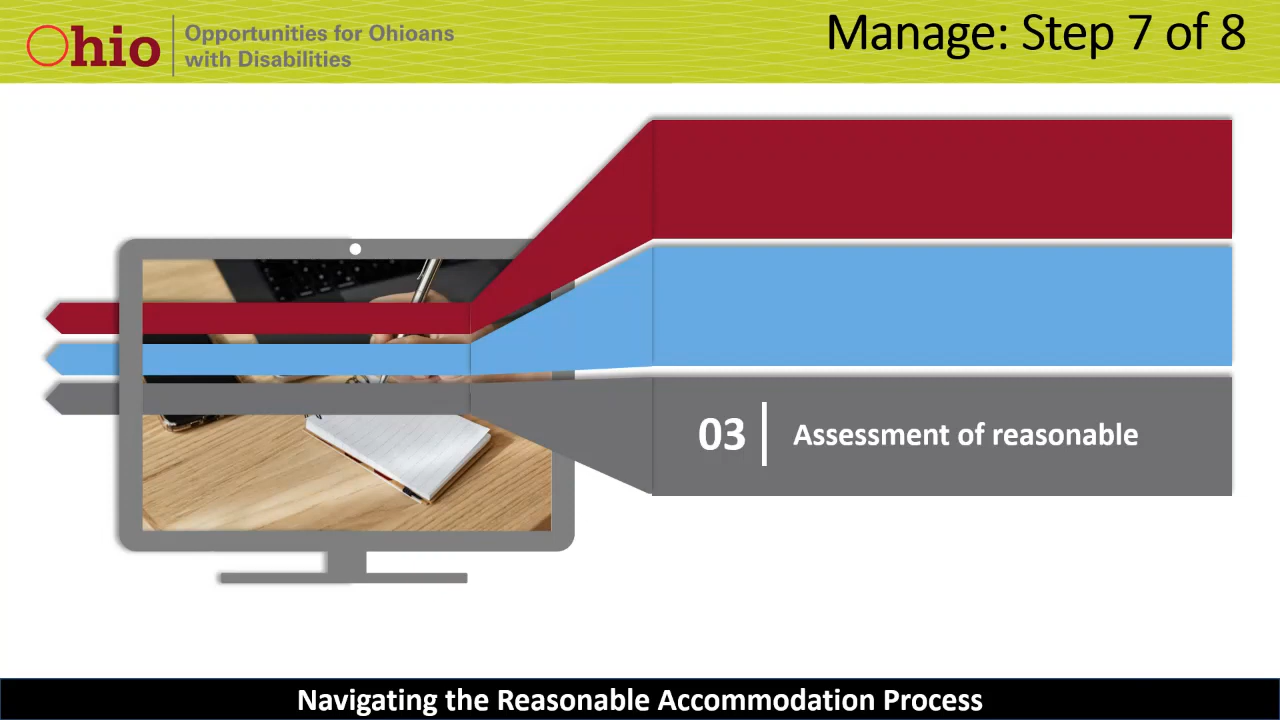 Ohio
Opportunities for Ohioans
with Disabilities
Manage: Step 7 of 8
03
Assessment of reasonable
Navigating the Reasonable Accommodation Process